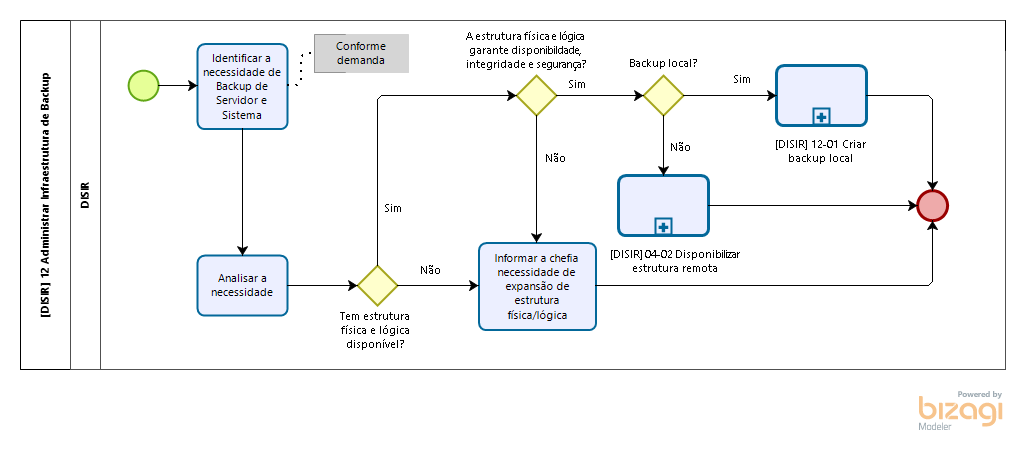 [DISIR] 12 Administrar Infraestrutura de Backup
DISIR
Identificar a
necessidade de
Backup de
Servidor e
Sistema
Conforme
demanda
Analisar a
necessidade
Tem estrutura
física e lógica
disponível?
Sim
Não
A estrutura física e lógica
garante disponibildade,
integridade e segurança?
Sim
Não
Informar a chefia
necessidade de
expansão de
estrutura
física/lógica
Backup local?
Sim
Não
[DISIR] 12-01 Criar
backup local
[DISIR] 04-02 Disponibilizar
estrutura remota
Powered by
bizagi
Modeler